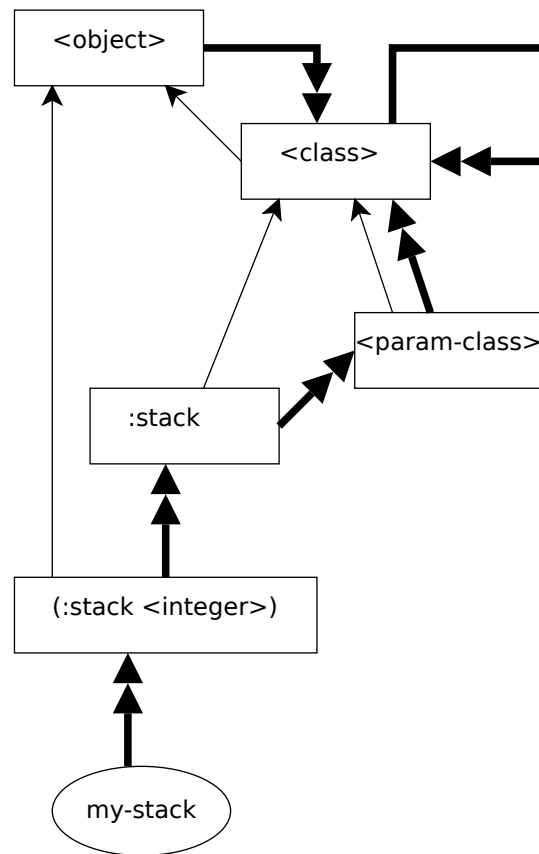 <object>
<class>
<param-class>
:stack
(:stack <integer>)
my-stack